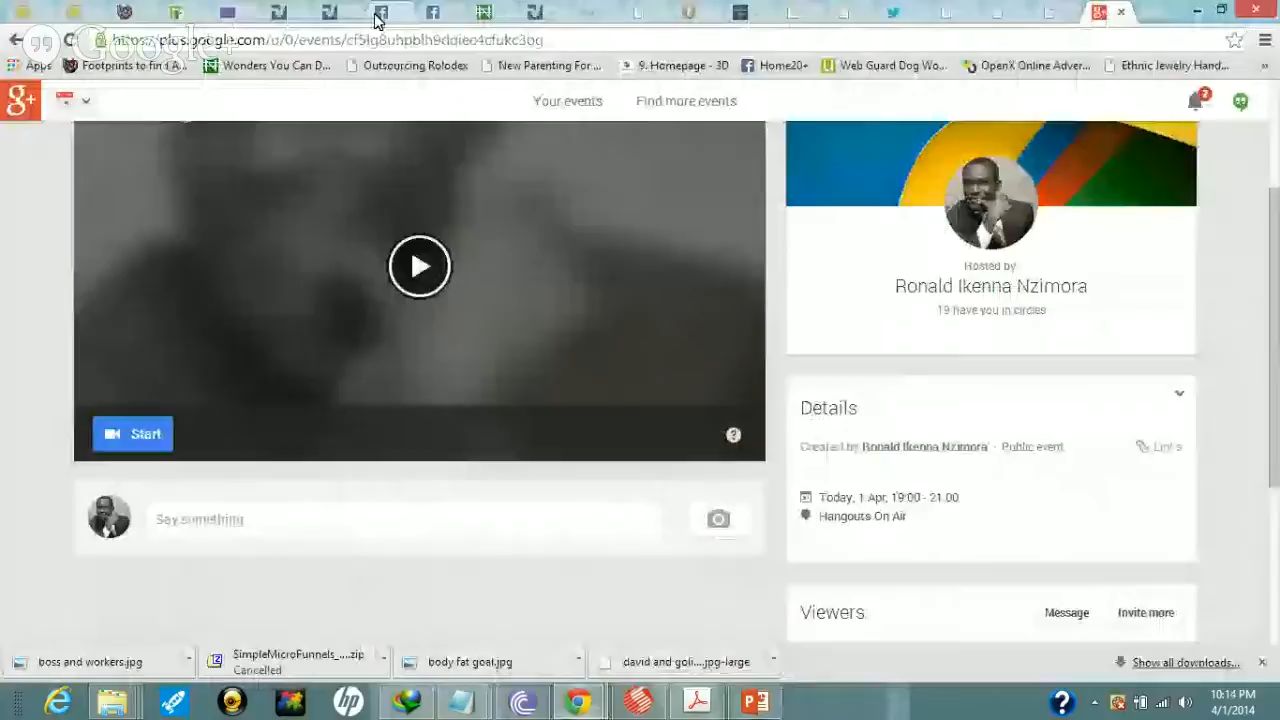 Google+
https://plus.google.com/u/0/events/
Apps
Footprints to find A...
Wonders You Can D...
Outsourcing Rolodex
New Parenting For...
9. Homepage - 3D
Home20+
Web Guard Dog Wo...
OpenX Online Adver...
Ethnic Jewelry Hand...
»
g+
Your events
Find more events
Hosted by
Ronald Ikenna Nzimora
19 have you in circles
Start
?
Details
Created by Ronald Ikenna Nzimora · Public event
Today, 1 Apr, 19:00 - 21:00
Hangouts On Air
Say something
Viewers
Message
Invite more
boss and workers.jpg
SimpleMicroFunnels_....zip
Cancelled
body fat goal.jpg
david and goli....jpg-large
Show all downloads...
10:14 PM
4/1/2014